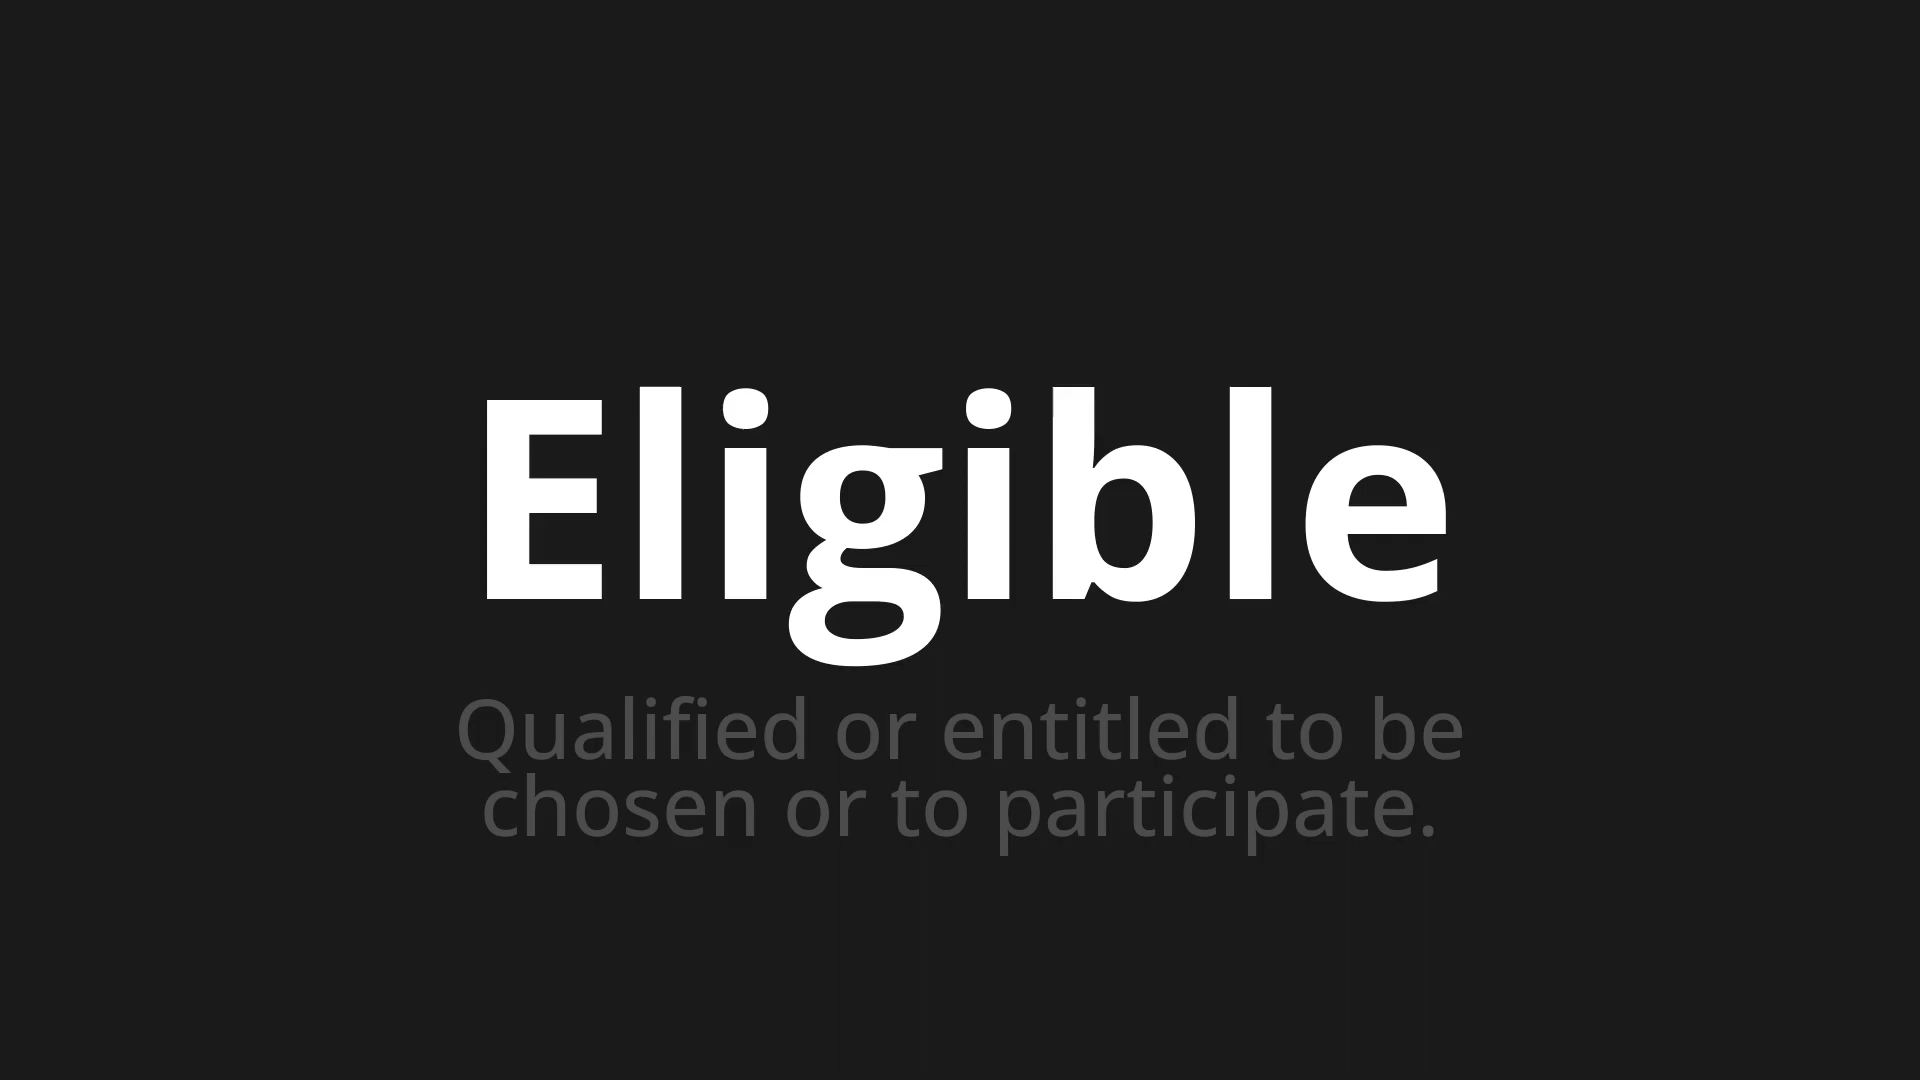 Eligible
Qualified or entitled to be
chosen or to participate.